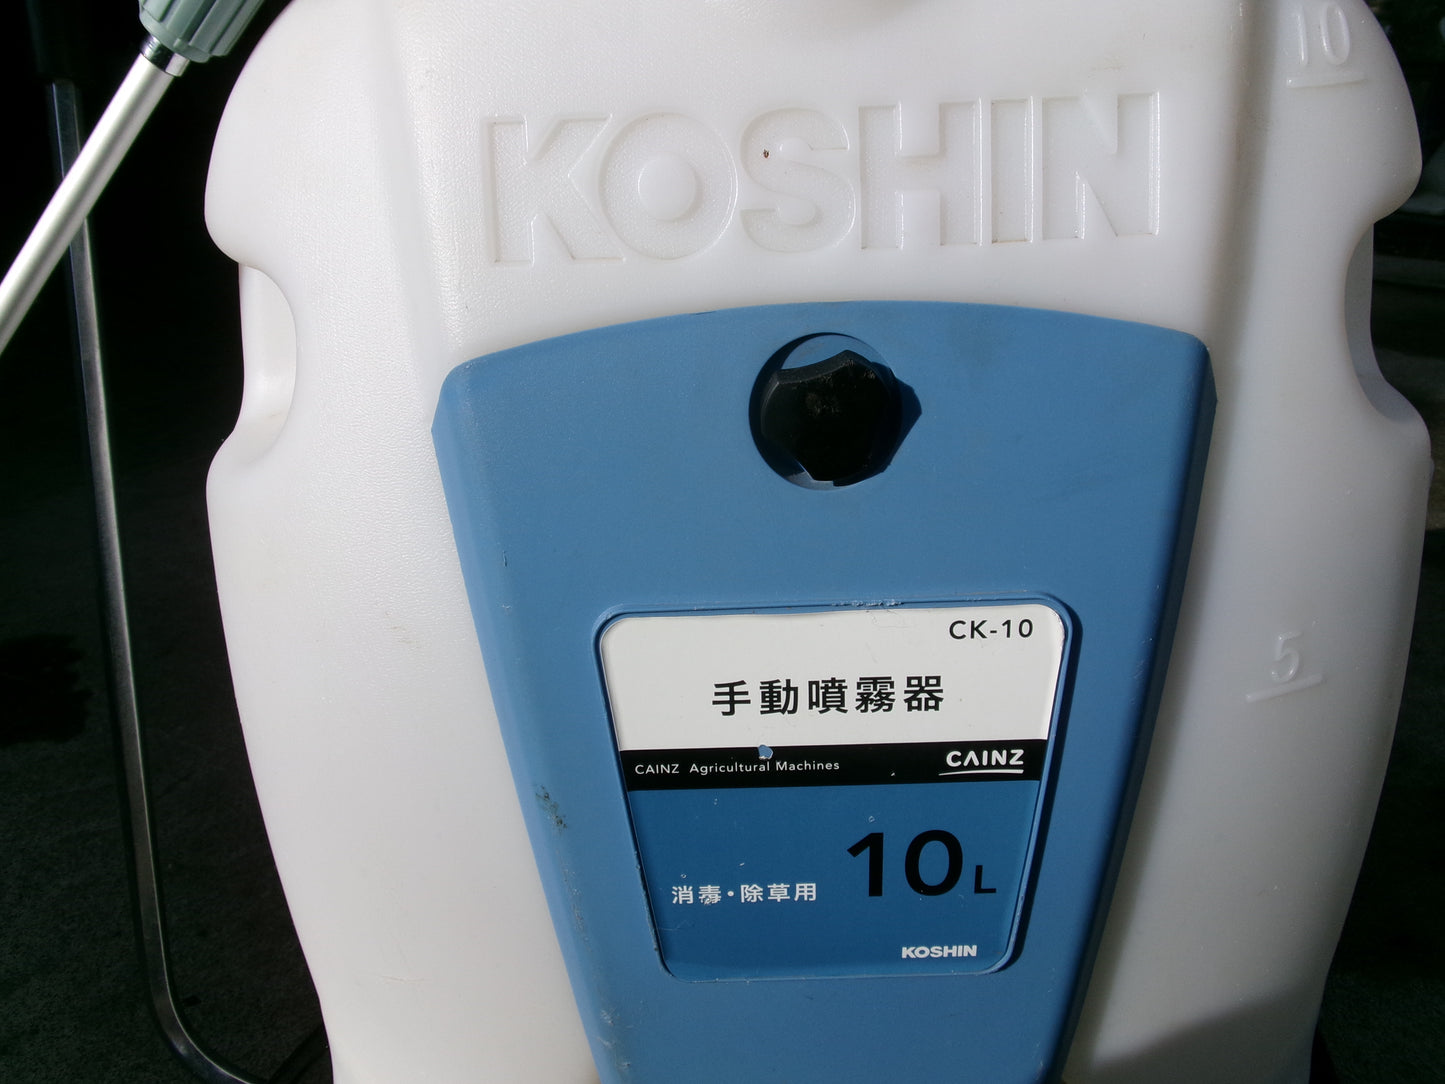 10
KOSHIN
5
CK-10
手動噴霧器
CAINZ Agricultural Machines
CAINZ
10L
消毒・除草用
KOSHIN